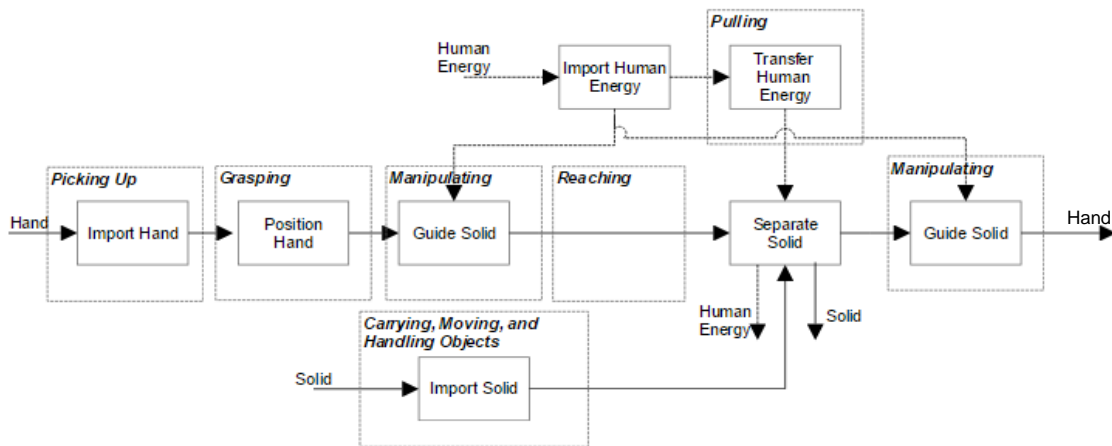 Pulling
Human
Energy
Import Human
Energy
Transfer
Human
Energy
Picking Up
Grasping
Manipulating
Reaching
Manipulating
Hand
Import Hand
Position
Hand
Guide Solid
Separate
Solid
Guide Solid
Hand
Human
Energy
Solid
Carrying, Moving, and
Handling Objects
Solid
Import Solid